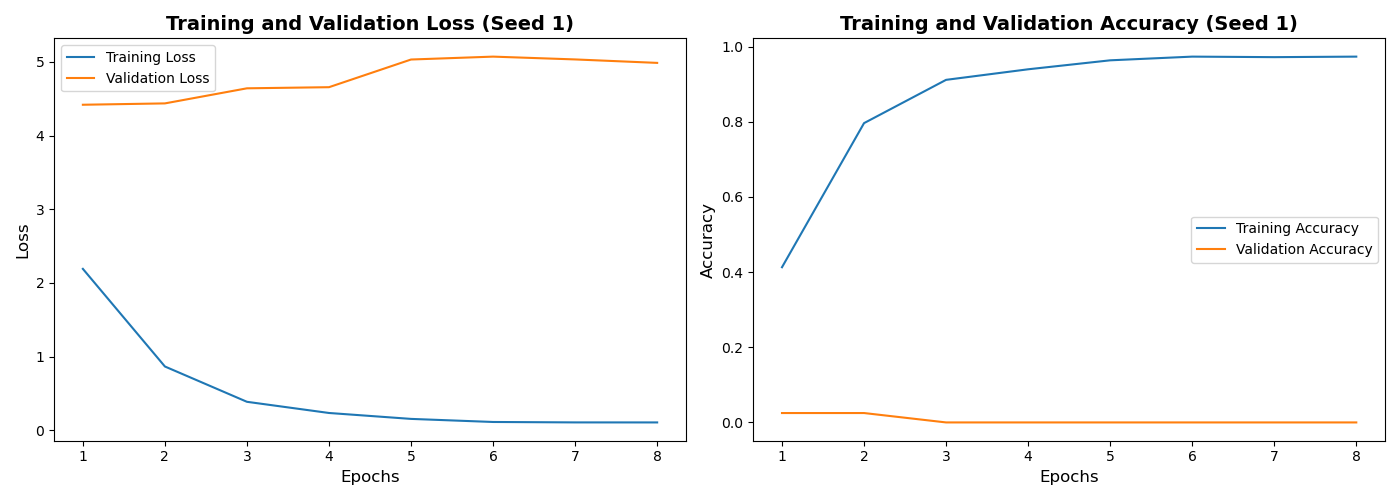 Training and Validation Loss (Seed 1)
Training Loss
Validation Loss
5
4
3
2
1
0
Loss
1 2 3 4 5 6 7 8
Epochs
Training and Validation Accuracy (Seed 1)
1.0
0.8
0.6
0.4
0.2
0.0
Accuracy
Training Accuracy
Validation Accuracy
1 2 3 4 5 6 7 8
Epochs